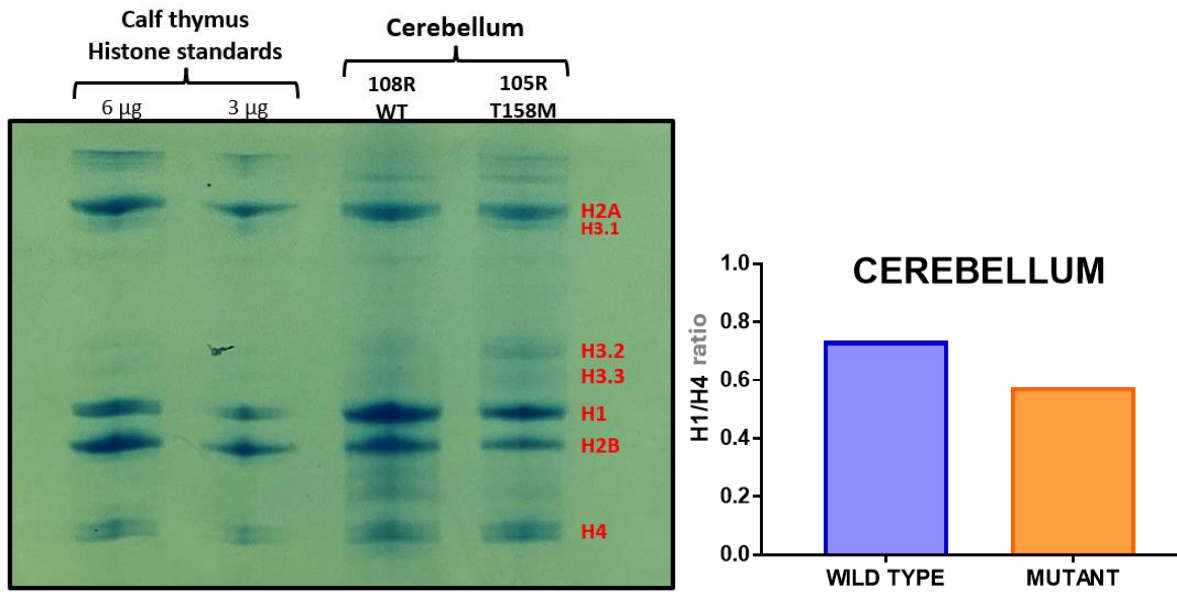 Calf thymus
Histone standards
6 µg
3 µg
Cerebellum
108R
WT
105R
T158M
H2A
H3.1
H3.2
H3.3
H1
H2B
H4
CEREBELLUM
H1/H4 ratio
1.0
0.8
0.6
0.4
0.2
0.0
WILD TYPE
MUTANT